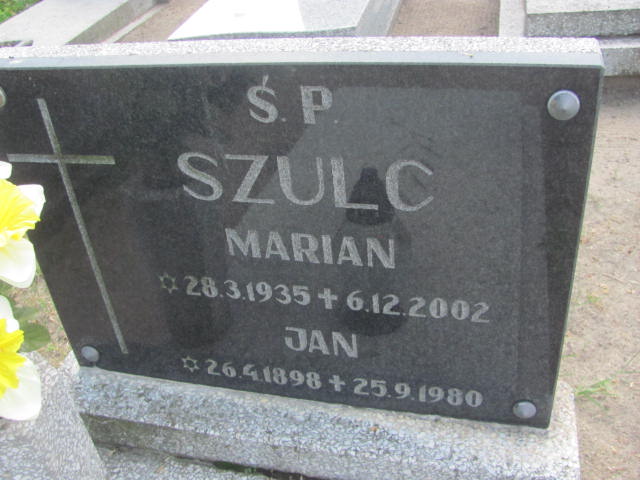 Ś. P.
SZULC
MARIAN
✡ 28.3.1935 + 6.12.2002
JAN
✡ 26.4.1898 + 25.9.1980